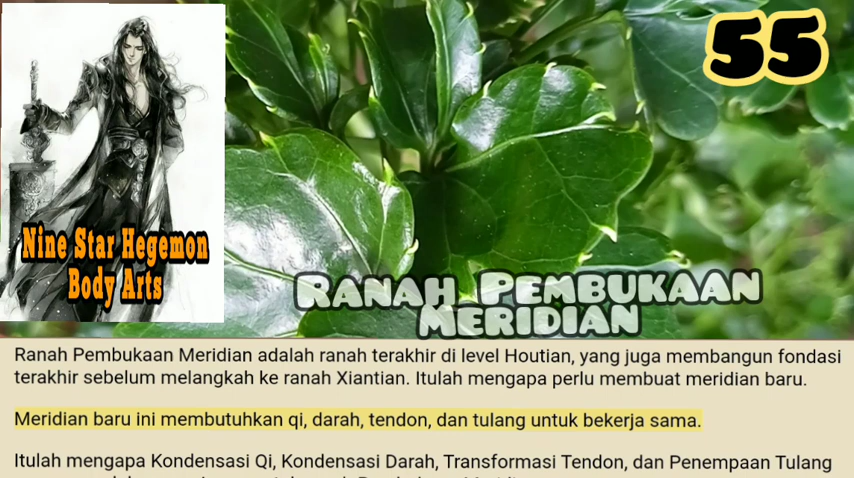 55
Nine Star Hegemon
Body Arts
RANAH PEMBUKAAN
MERIDIAN
Ranah Pembukaan Meridian adalah ranah terakhir di level Houtian, yang juga membangun fondasi
terakhir sebelum melangkah ke ranah Xiantian. Itulah mengapa perlu membuat meridian baru.
Meridian baru ini membutuhkan qi, darah, tendon, dan tulang untuk bekerja sama.
Itulah mengapa Kondensasi Qi, Kondensasi Darah, Transformasi Tendon, dan Penempaan Tulang